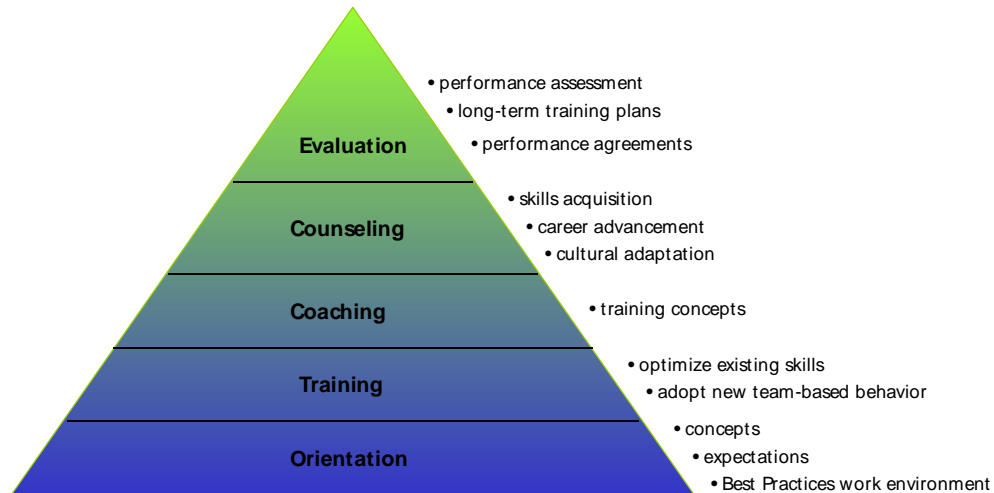 • performance assessment
• long-term training plans
Evaluation
• performance agreements
• skills acquisition
Counseling
• career advancement
• cultural adaptation
Coaching
• training concepts
• optimize existing skills
Training
• adopt new team-based behavior
• concepts
Orientation
• expectations
• Best Practices work environment